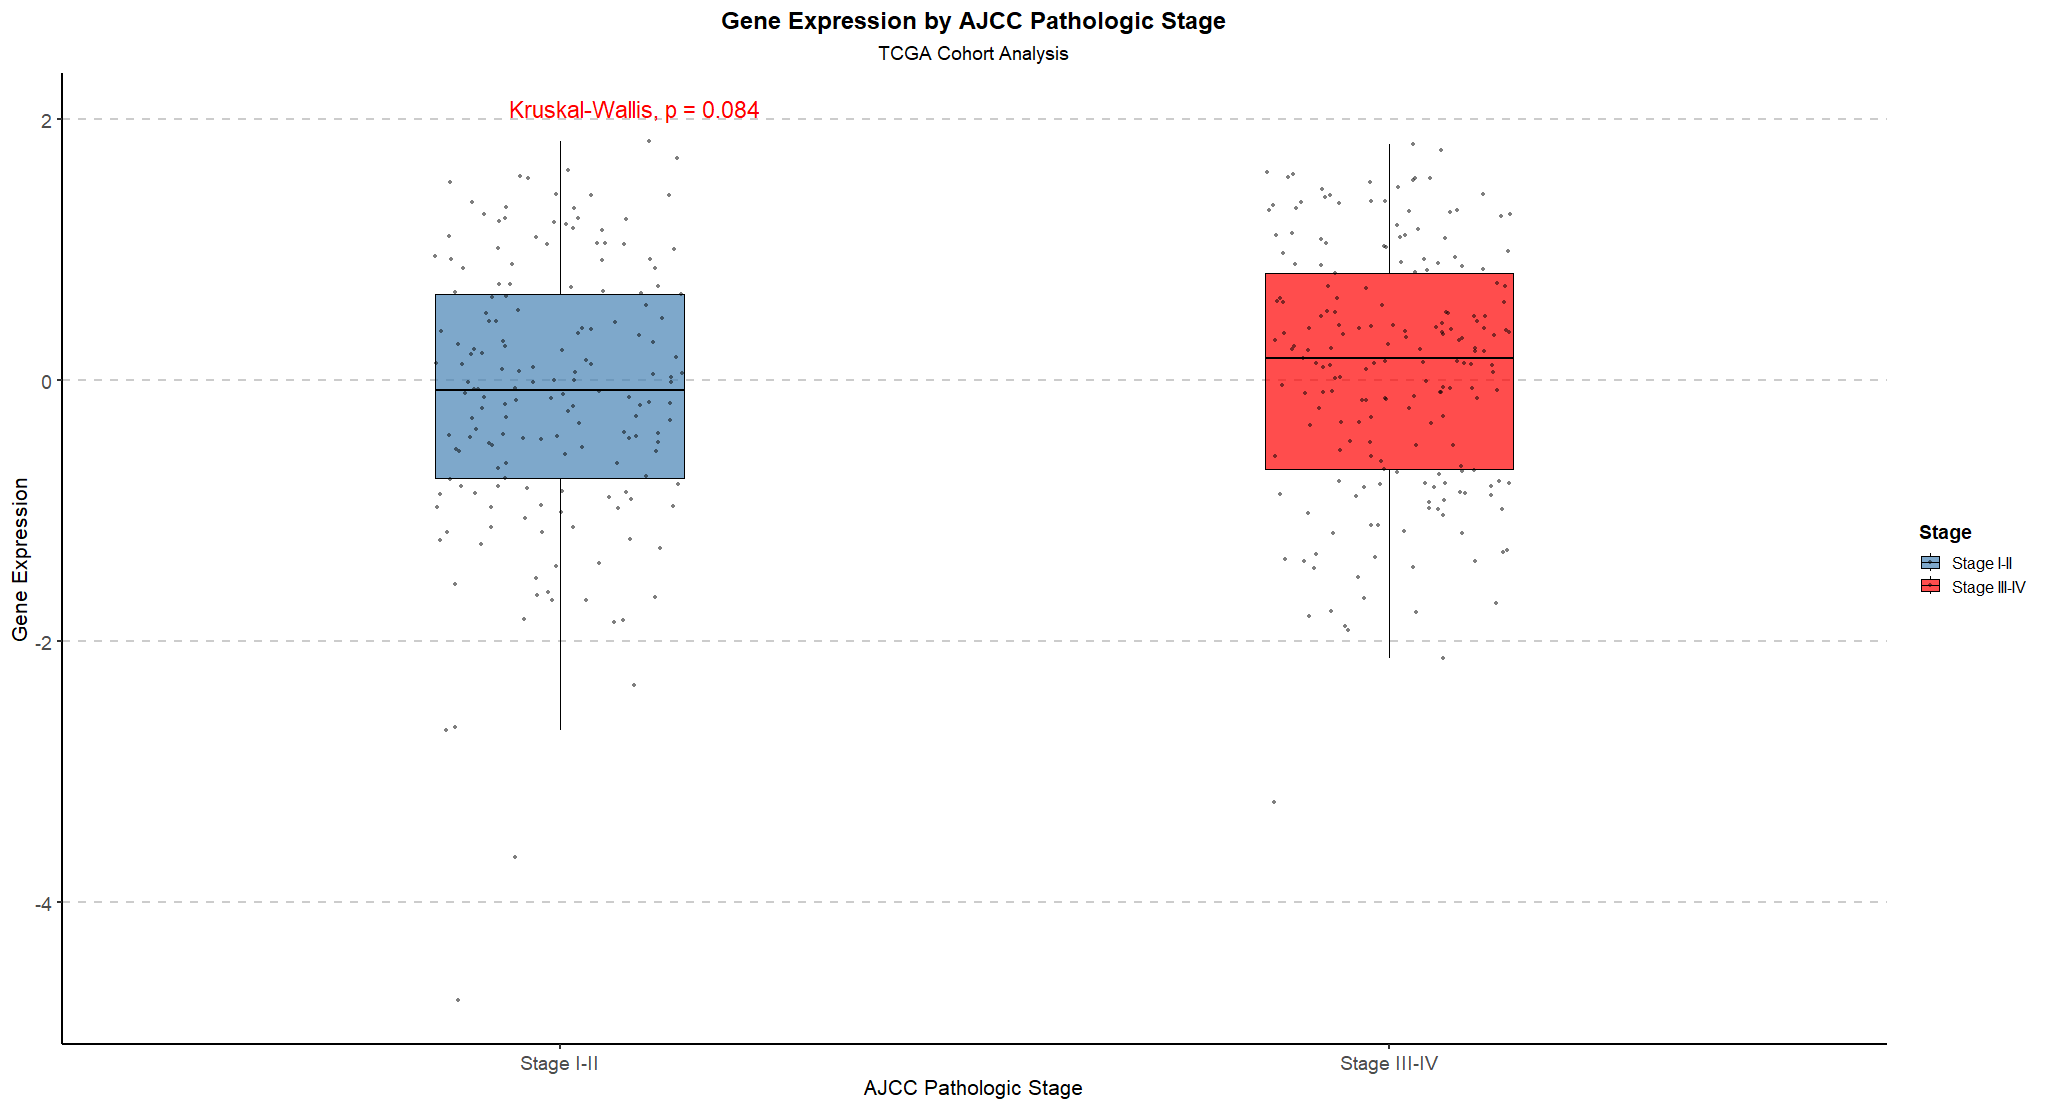 Gene Expression by AJCC Pathologic Stage
TCGA Cohort Analysis
Kruskal-Wallis, p = 0.084
2
0
-2
-4
Gene Expression
Stage I-II
Stage III-IV
AJCC Pathologic Stage
Stage
Stage I-II
Stage III-IV